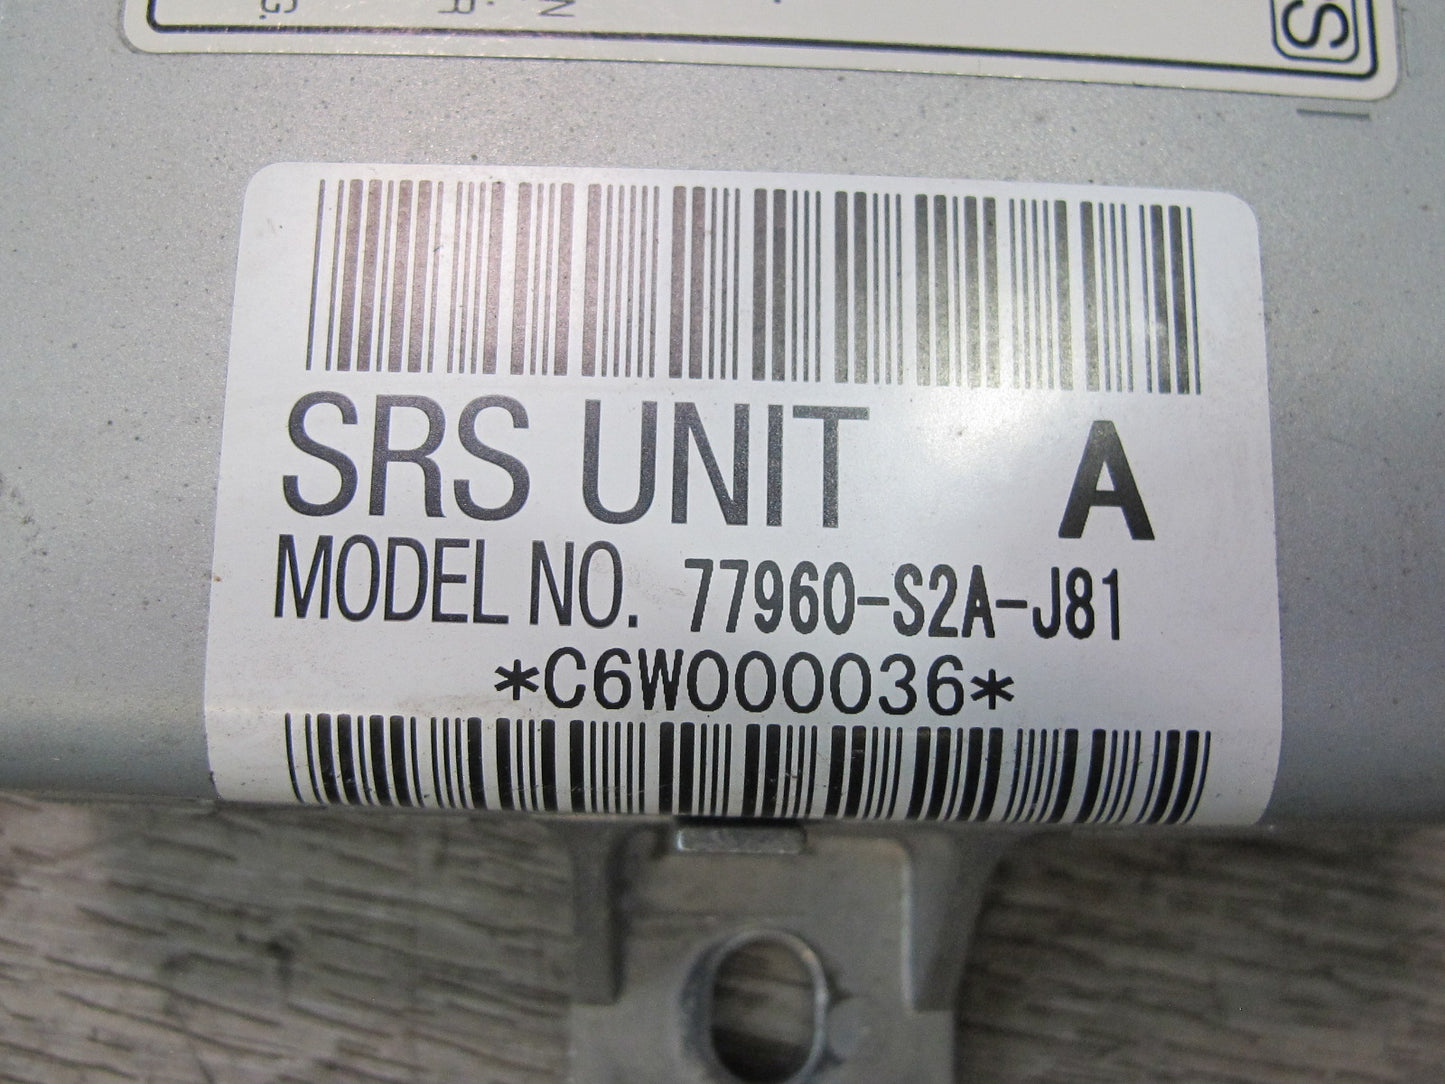 S
SRS UNIT A
MODEL NO. 77960-S2A-J81
*C6W000036*